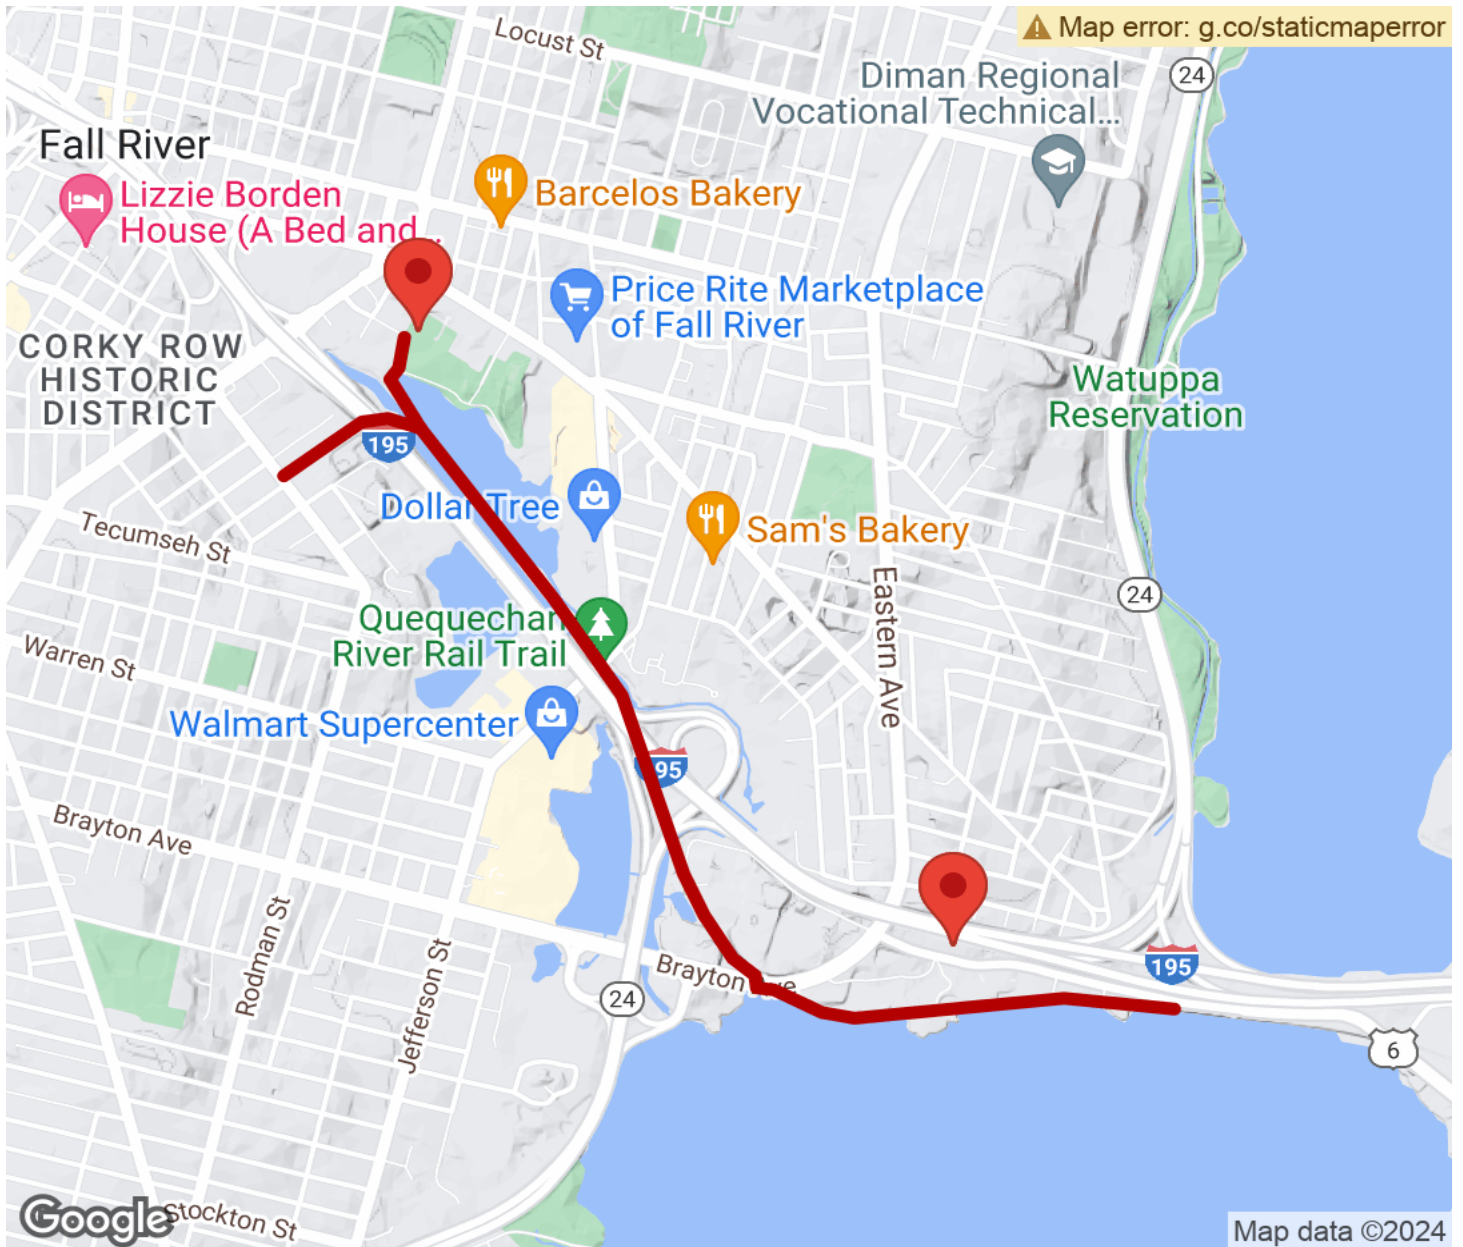 Locust St
Map error: g.co/staticmaperror
Diman Regional
Vocational Technical...
24
Fall River
Lizzie Borden
House (A Bed and...
Barcelos Bakery
Price Rite Marketplace
of Fall River
CORKY ROW
HISTORIC
DISTRICT
Watuppa
Reservation
195
Dollar Tree
Sam's Bakery
Tecumseh St
Eastern Ave
24
Quequechan
River Rail Trail
Warren St
Walmart Supercenter
95
Brayton Ave
Rodman St
Jefferson St
Brayton Ave
195
24
6
Google
Stockton St
Map data ©2024